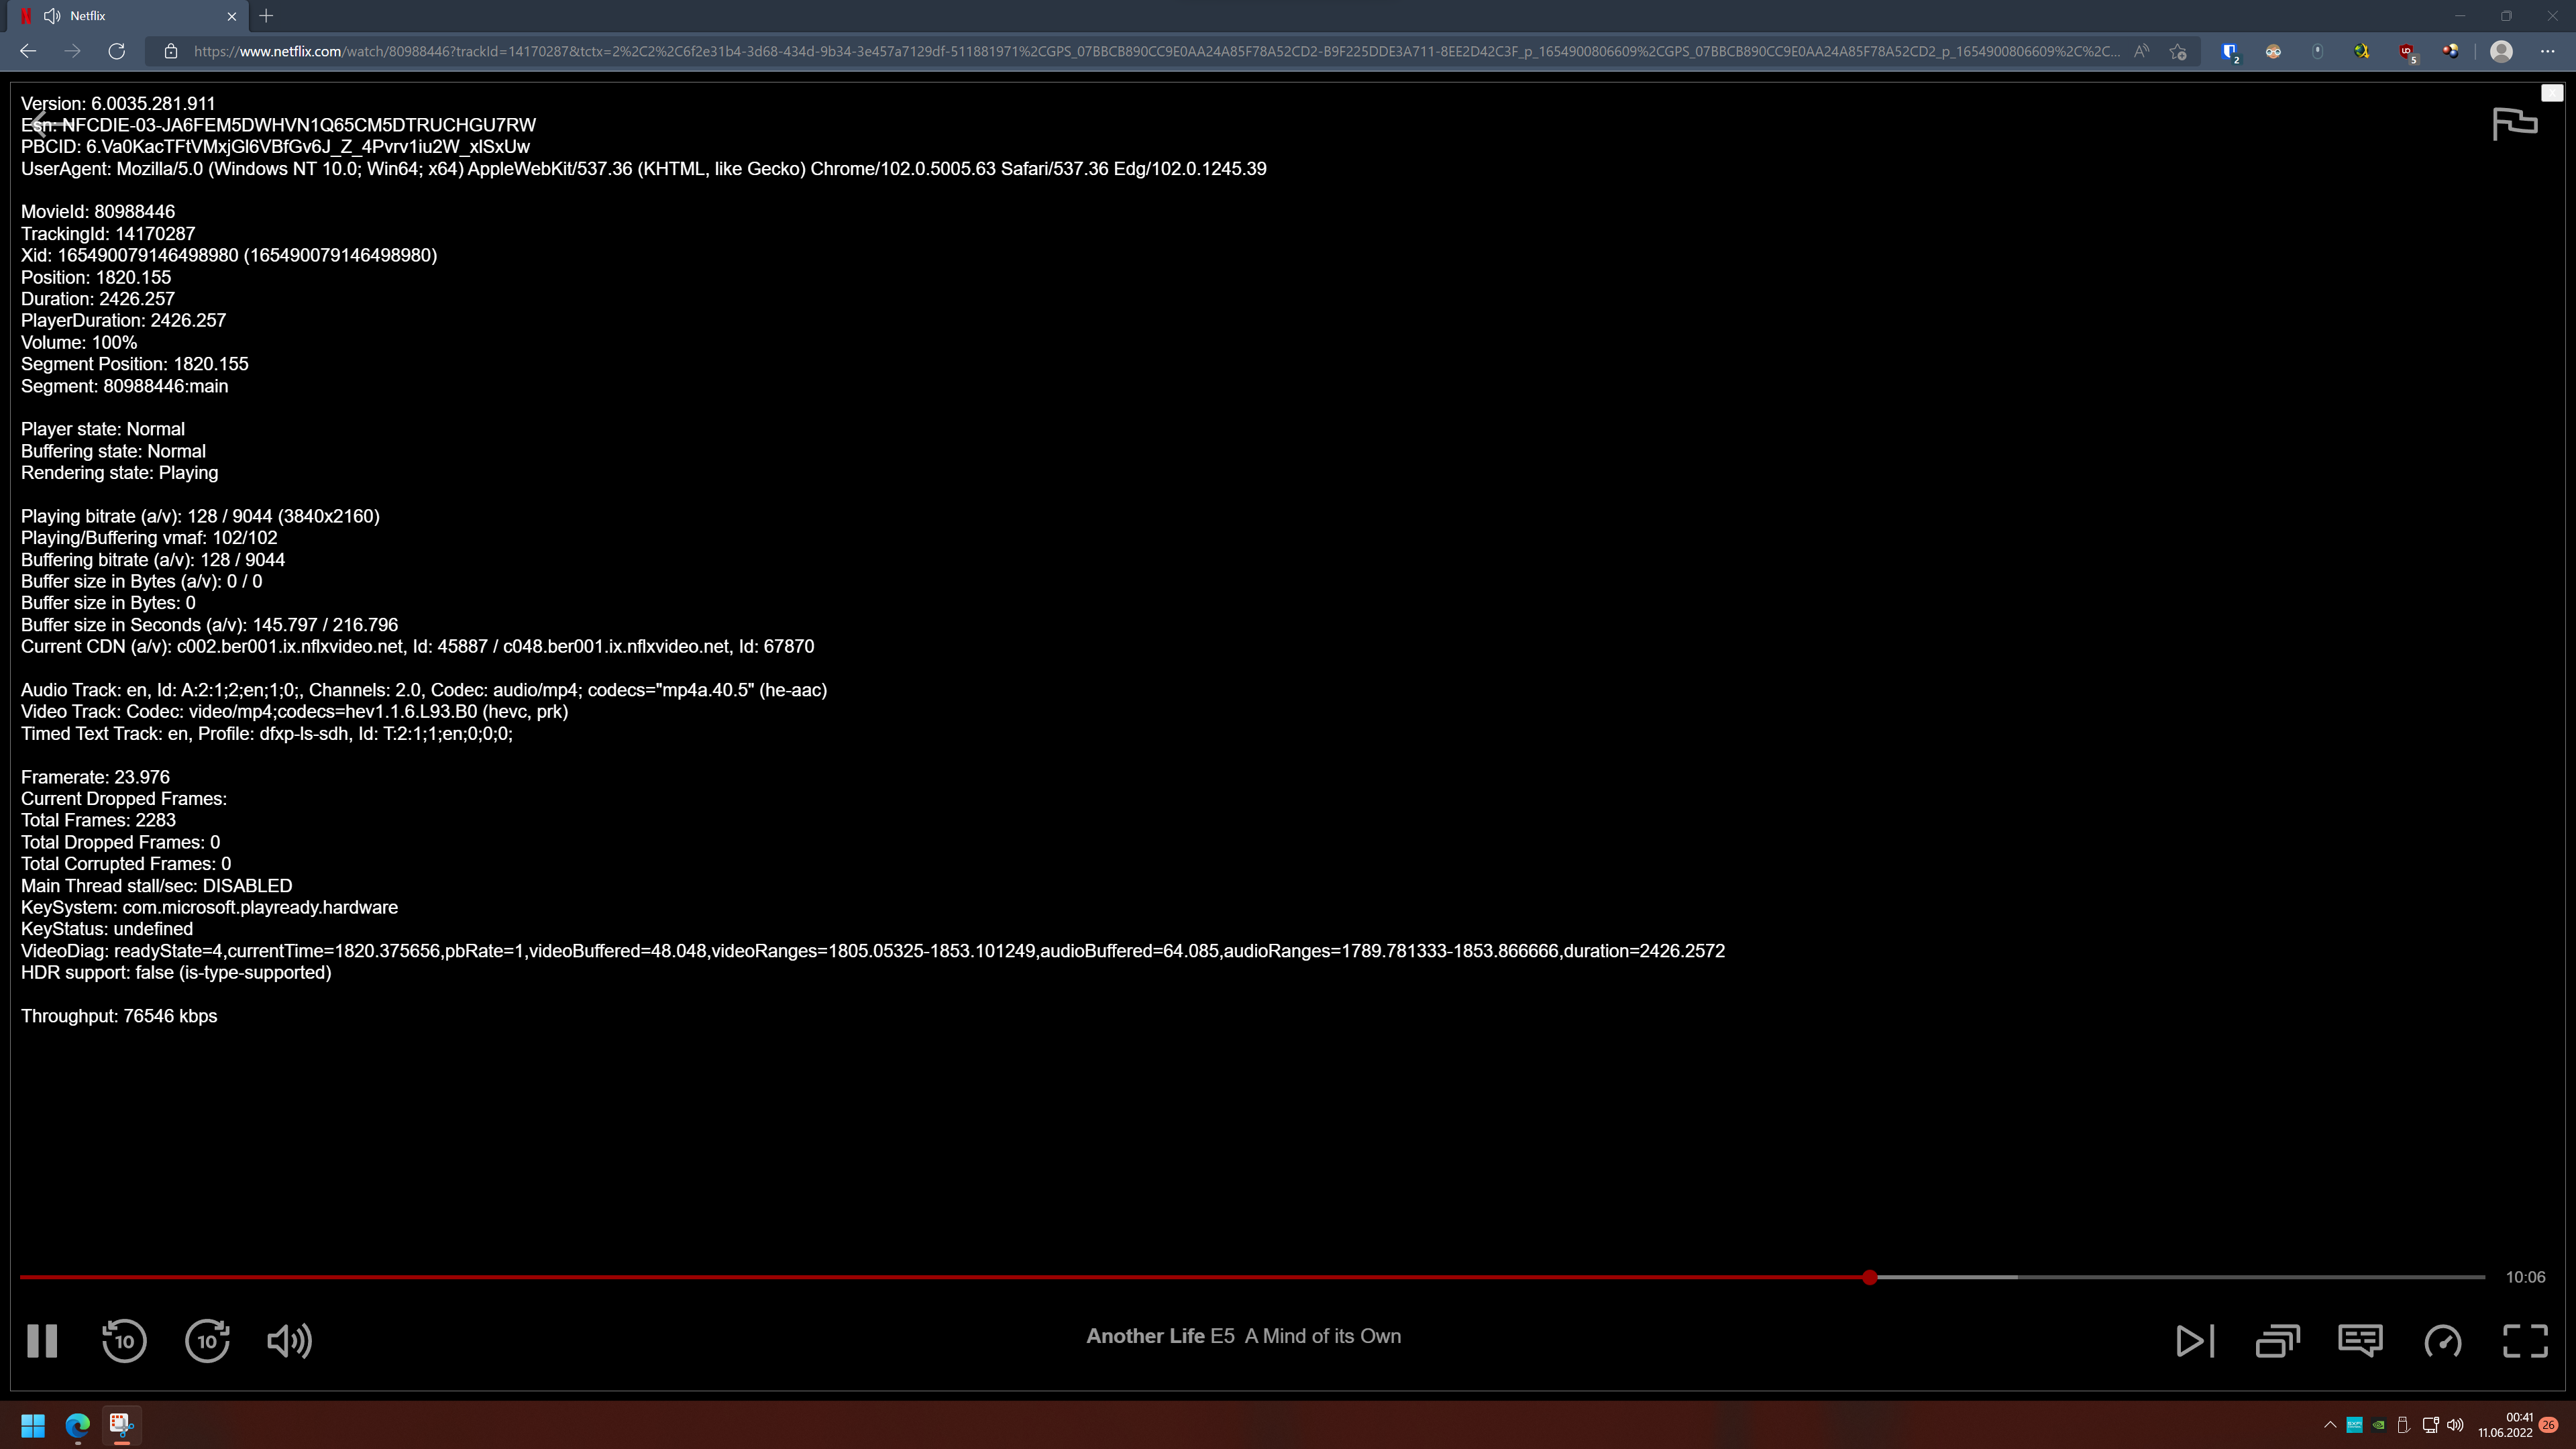 Netflix
https://www.netflix.com/watch/80988446?trackId=14170287&tctx=2%2C2%2C6f2e31b4-3d68-434d-9b34-3e457a7129df-511881971%2CGPS_07BBCB890CC9E0AA24A85F78A52CD2-B9F225DDE3A711-8EE2D42C3F_p_1654900806609%2CGPS_07BBCB890CC9E0AA24A85F78A52CD2_p_1654900806609%2C%2C...
2
5
Version: 6.0035.281.911
Esn: NFCDIE-03-JA6FEM5DWHVN1Q65CM5DTRUCHGU7RW
PBCID: 6.Va0KacTFtVMxjGl6VBfGv6J_Z_4Pvrv1iu2W_xlSxUw
UserAgent: Mozilla/5.0 (Windows NT 10.0; Win64; x64) AppleWebKit/537.36 (KHTML, like Gecko) Chrome/102.0.5005.63 Safari/537.36 Edg/102.0.1245.39
MovieId: 80988446
TrackingId: 14170287
Xid: 165490079146498980 (165490079146498980)
Position: 1820.155
Duration: 2426.257
PlayerDuration: 2426.257
Volume: 100%
Segment Position: 1820.155
Segment: 80988446:main
Player state: Normal
Buffering state: Normal
Rendering state: Playing
Playing bitrate (a/v): 128 / 9044 (3840x2160)
Playing/Buffering vmaf: 102/102
Buffering bitrate (a/v): 128 / 9044
Buffer size in Bytes (a/v): 0 / 0
Buffer size in Bytes: 0
Buffer size in Seconds (a/v): 145.797 / 216.796
Current CDN (a/v): c002.ber001.ix.nflxvideo.net, Id: 45887 / c048.ber001.ix.nflxvideo.net, Id: 67870
Audio Track: en, Id: A:2:1;2;en;1;0;, Channels: 2.0, Codec: audio/mp4; codecs="mp4a.40.5" (he-aac)
Video Track: Codec: video/mp4;codecs=hev1.1.6.L93.B0 (hevc, prk)
Timed Text Track: en, Profile: dfxp-ls-sdh, Id: T:2:1;1;en;0;0;0;
Framerate: 23.976
Current Dropped Frames:
Total Frames: 2283
Total Dropped Frames: 0
Total Corrupted Frames: 0
Main Thread stall/sec: DISABLED
KeySystem: com.microsoft.playready.hardware
KeyStatus: undefined
VideoDiag: readyState=4,currentTime=1820.375656,pbRate=1,videoBuffered=48.048,videoRanges=1805.05325-1853.101249,audioBuffered=64.085,audioRanges=1789.781333-1853.866666,duration=2426.2572
HDR support: false (is-type-supported)
Throughput: 76546 kbps
10:06
10
10
Another Life E5 A Mind of its Own
00:41
11.06.2022
26